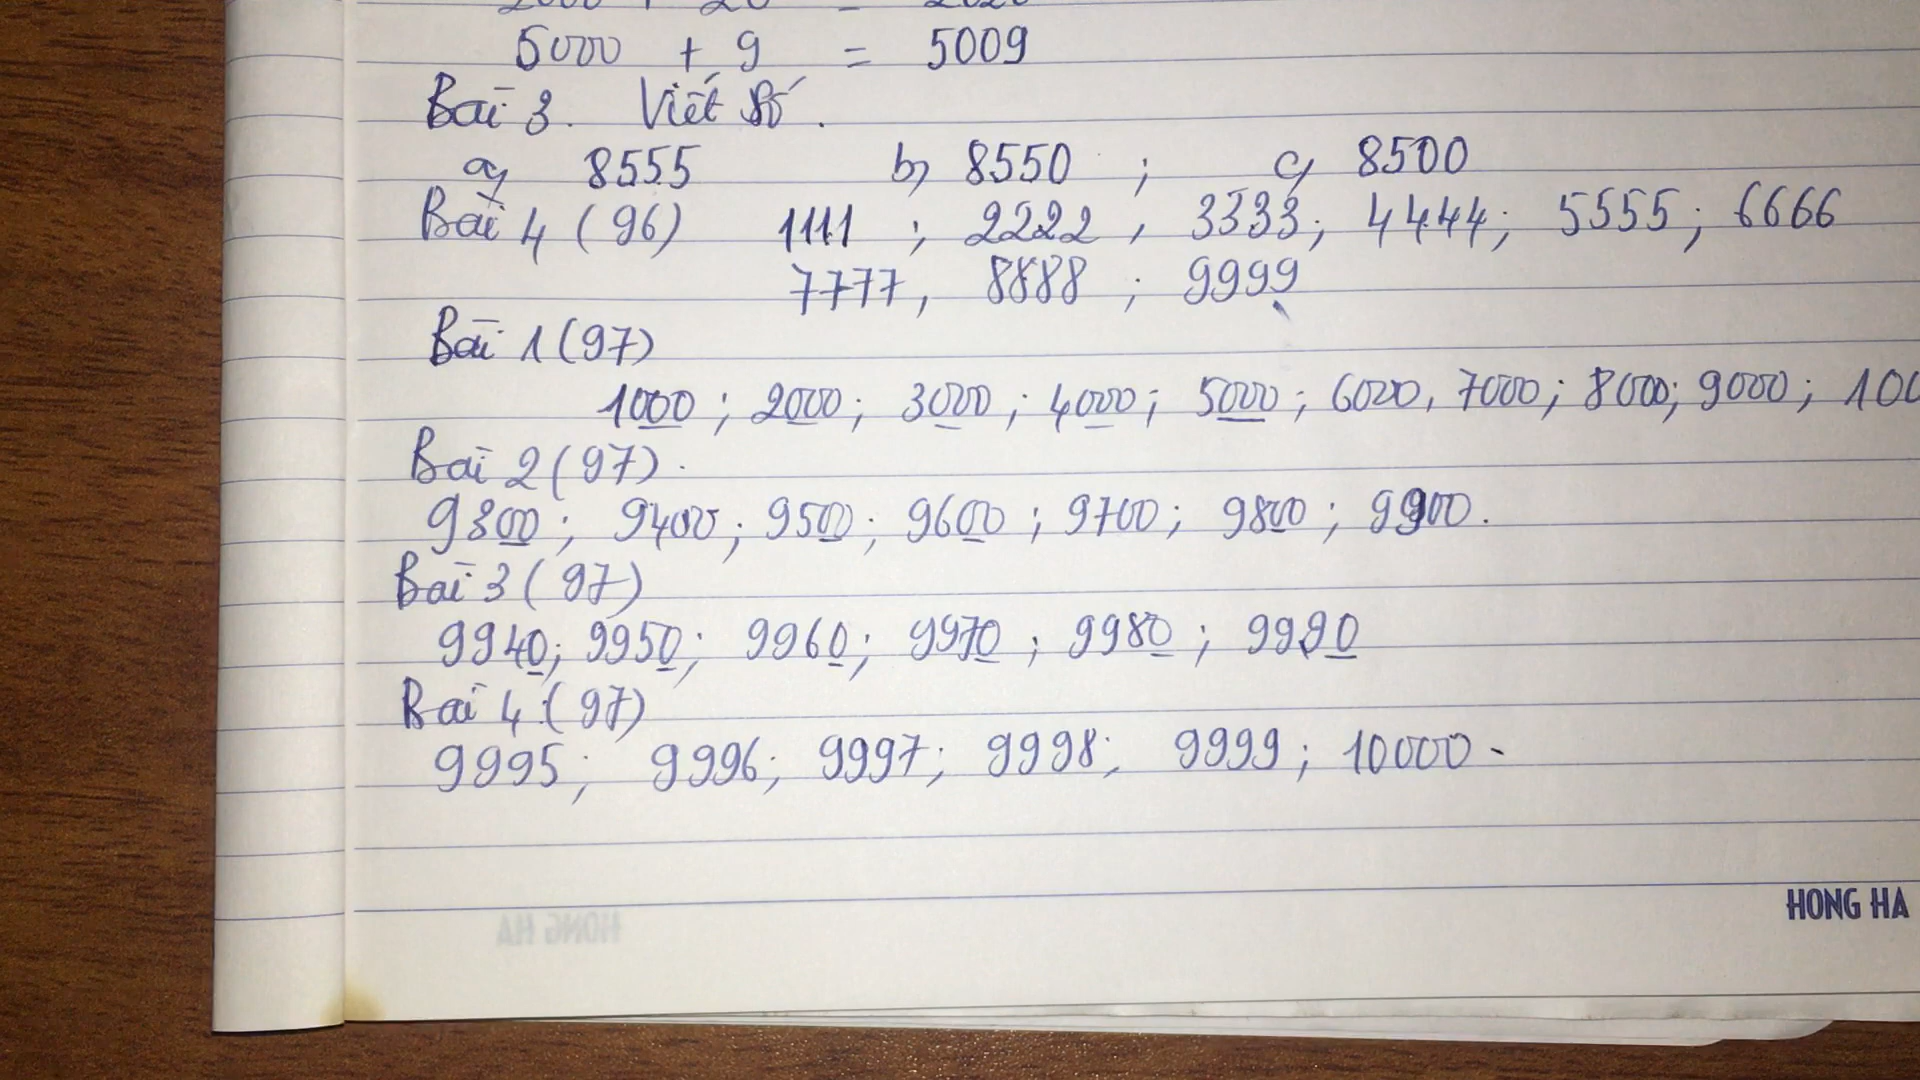 5000 + 9 = 5009
Bài 3. Viết số.
a, 8555 b, 8550 ; c, 8500
Bài 4 (96) 1111 ; 2222 , 3333; 4444; 5555; 6666
7777, 8888 ; 9999
Bài 1 (97)
1000 ; 2000; 3000; 4000; 5000; 6000, 7000; 8000; 9000; 100
Bài 2 (97).
9300; 9400; 9500; 9600; 9700; 9800; 9900.
Bài 3 (97)
9940; 9950; 9960; 9970; 9980; 9990
Bài 4 (97)
9995; 9996; 9997; 9998; 9999; 10000.
HONG HA